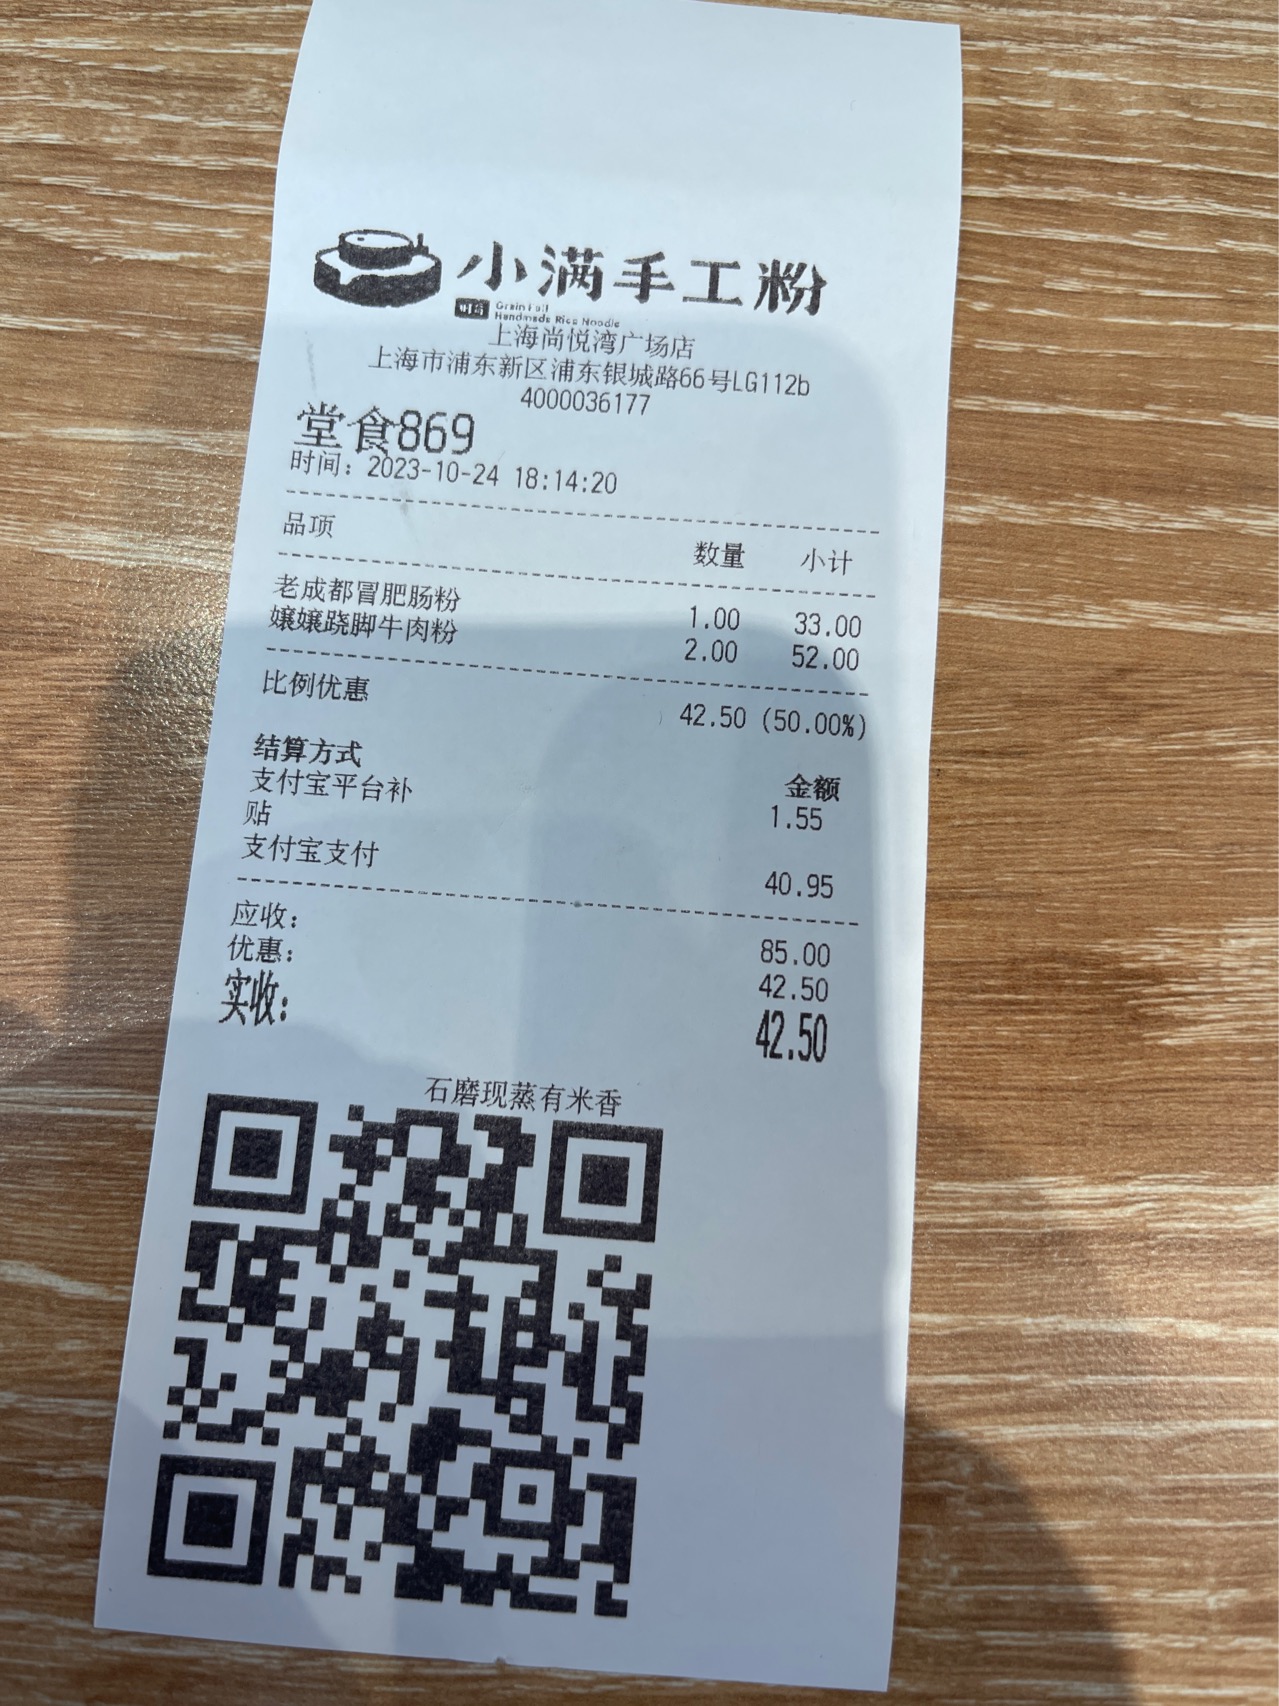 小满手工粉
时奇 Grain Full
Handmade Rice Noodle
上海尚悦湾广场店
上海市浦东新区浦东银城路66号LG112b
4000036177
堂食869
时间：2023-10-24 18:14:20
品项 数量 小计
老成都冒肥肠粉 1.00 33.00
嬢嬢跷脚牛肉粉 2.00 52.00
比例优惠 42.50 (50.00%)
结算方式 金额
支付宝平台补 1.55
贴
支付宝支付 40.95
应收： 85.00
优惠： 42.50
实收： 42.50
石磨现蒸有米香